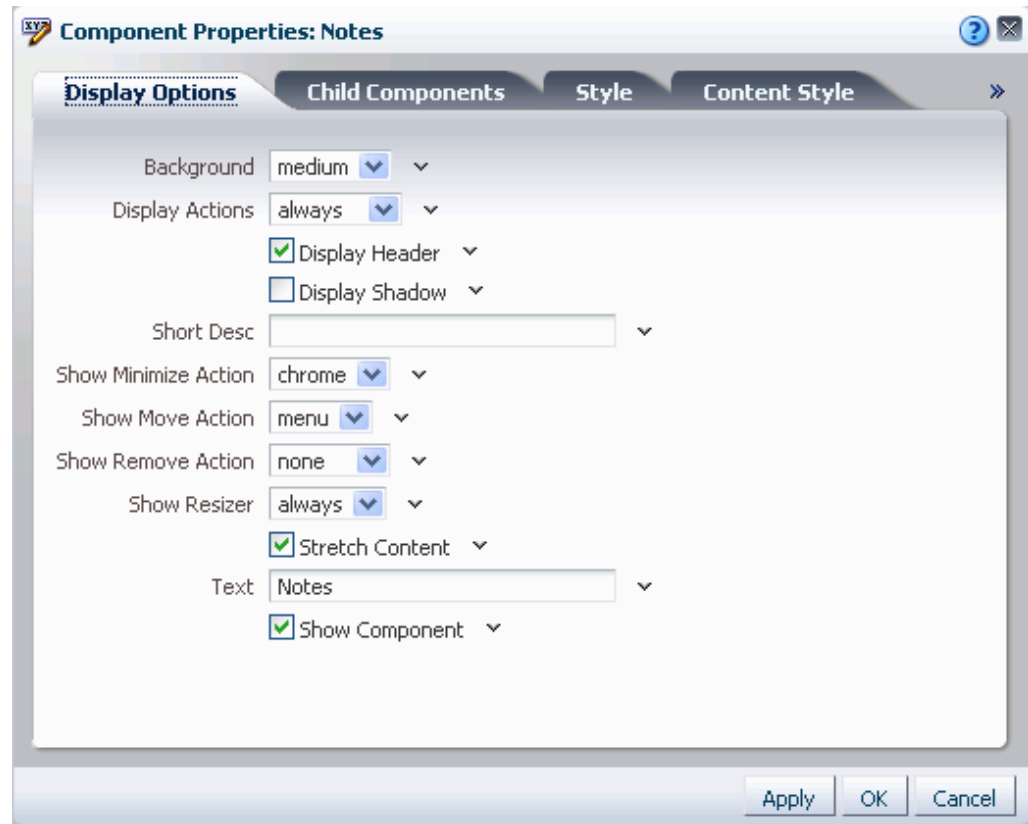 XYZ Component Properties: Notes ?
Display Options Child Components Style Content Style »
Background medium
Display Actions always
Display Header
Display Shadow
Short Desc
Show Minimize Action chrome
Show Move Action menu
Show Remove Action none
Show Resizer always
Stretch Content
Text Notes
Show Component
Apply OK Cancel